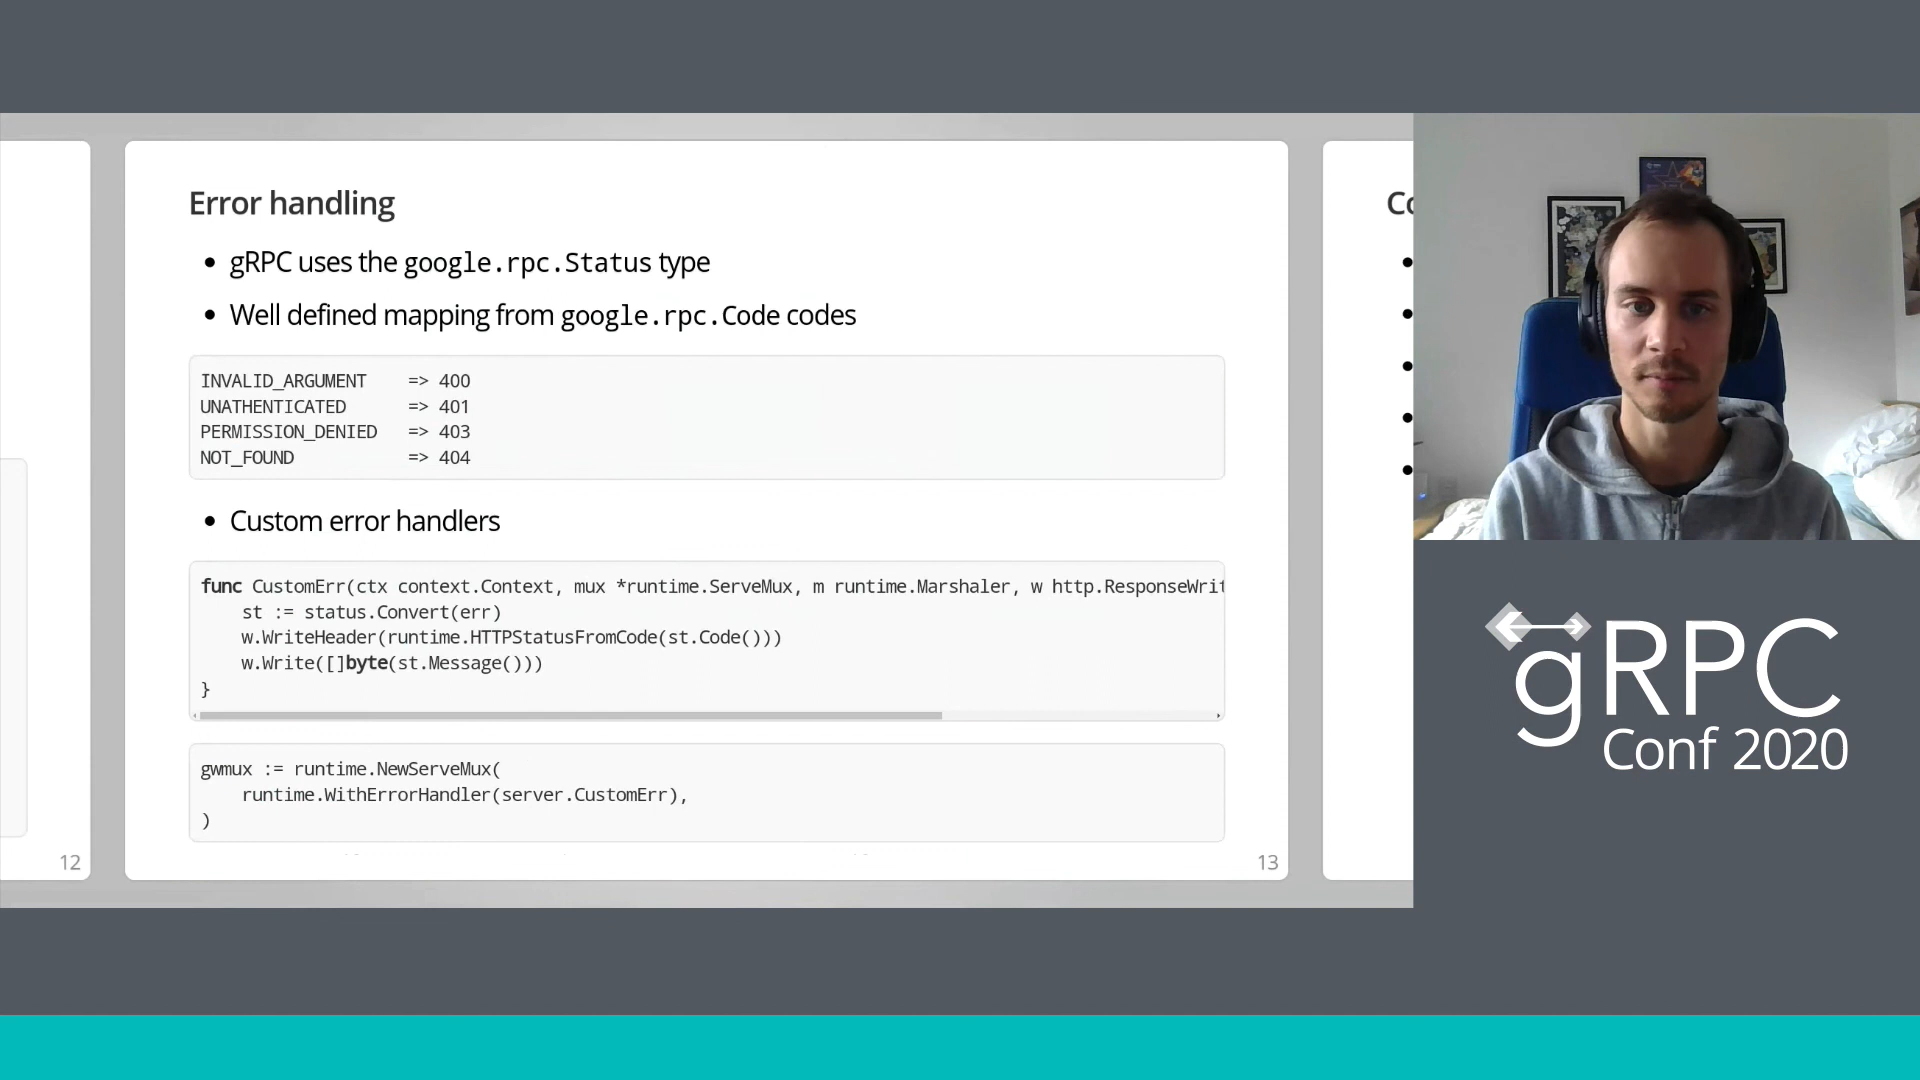 Error handling
• gRPC uses the google.rpc.Status type
• Well defined mapping from google.rpc.Code codes
INVALID_ARGUMENT => 400
UNATHENTICATED => 401
PERMISSION_DENIED => 403
NOT_FOUND => 404
• Custom error handlers
func CustomErr(ctx context.Context, mux *runtime.ServeMux, m runtime.Marshaler, w http.ResponseWrit
st := status.Convert(err)
w.WriteHeader(runtime.HTTPStatusFromCode(st.Code()))
w.Write([]byte(st.Message()))
}
gwmux := runtime.NewServeMux(
runtime.WithErrorHandler(server.CustomErr),
)
12
13
Co
gRPC
Conf 2020